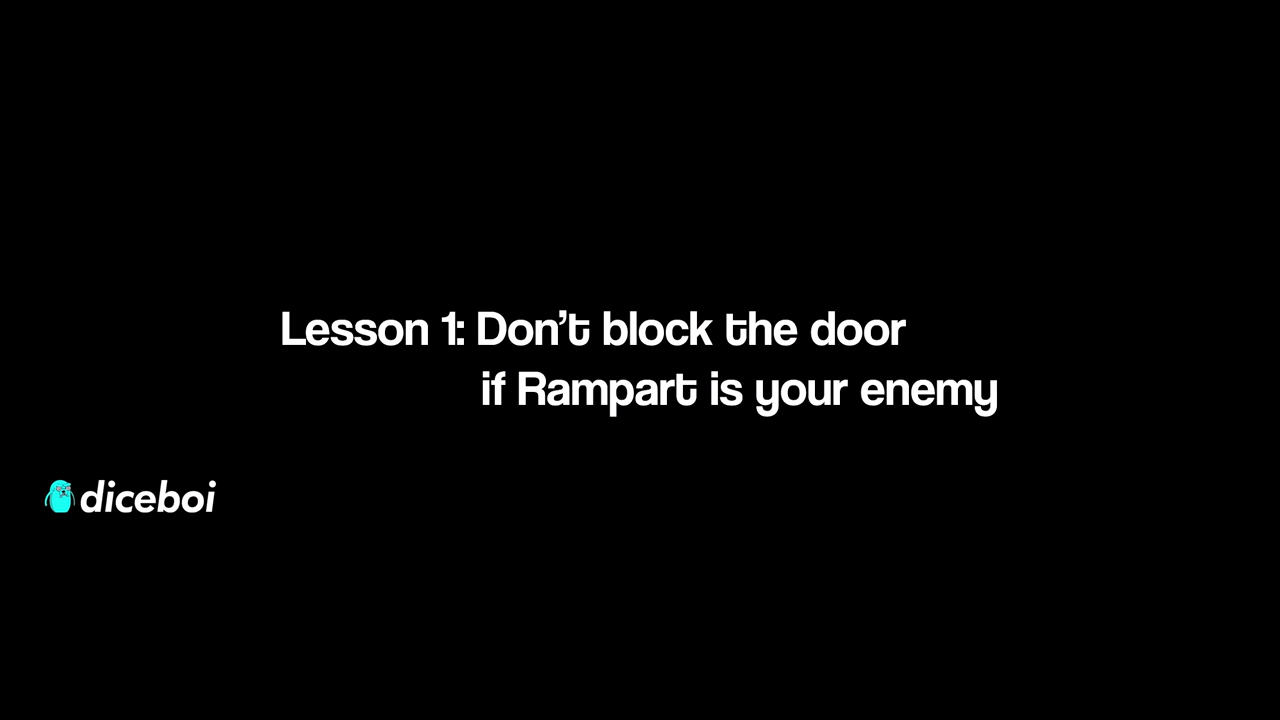 Lesson 1: Don’t block the door
if Rampart is your enemy
diceboi